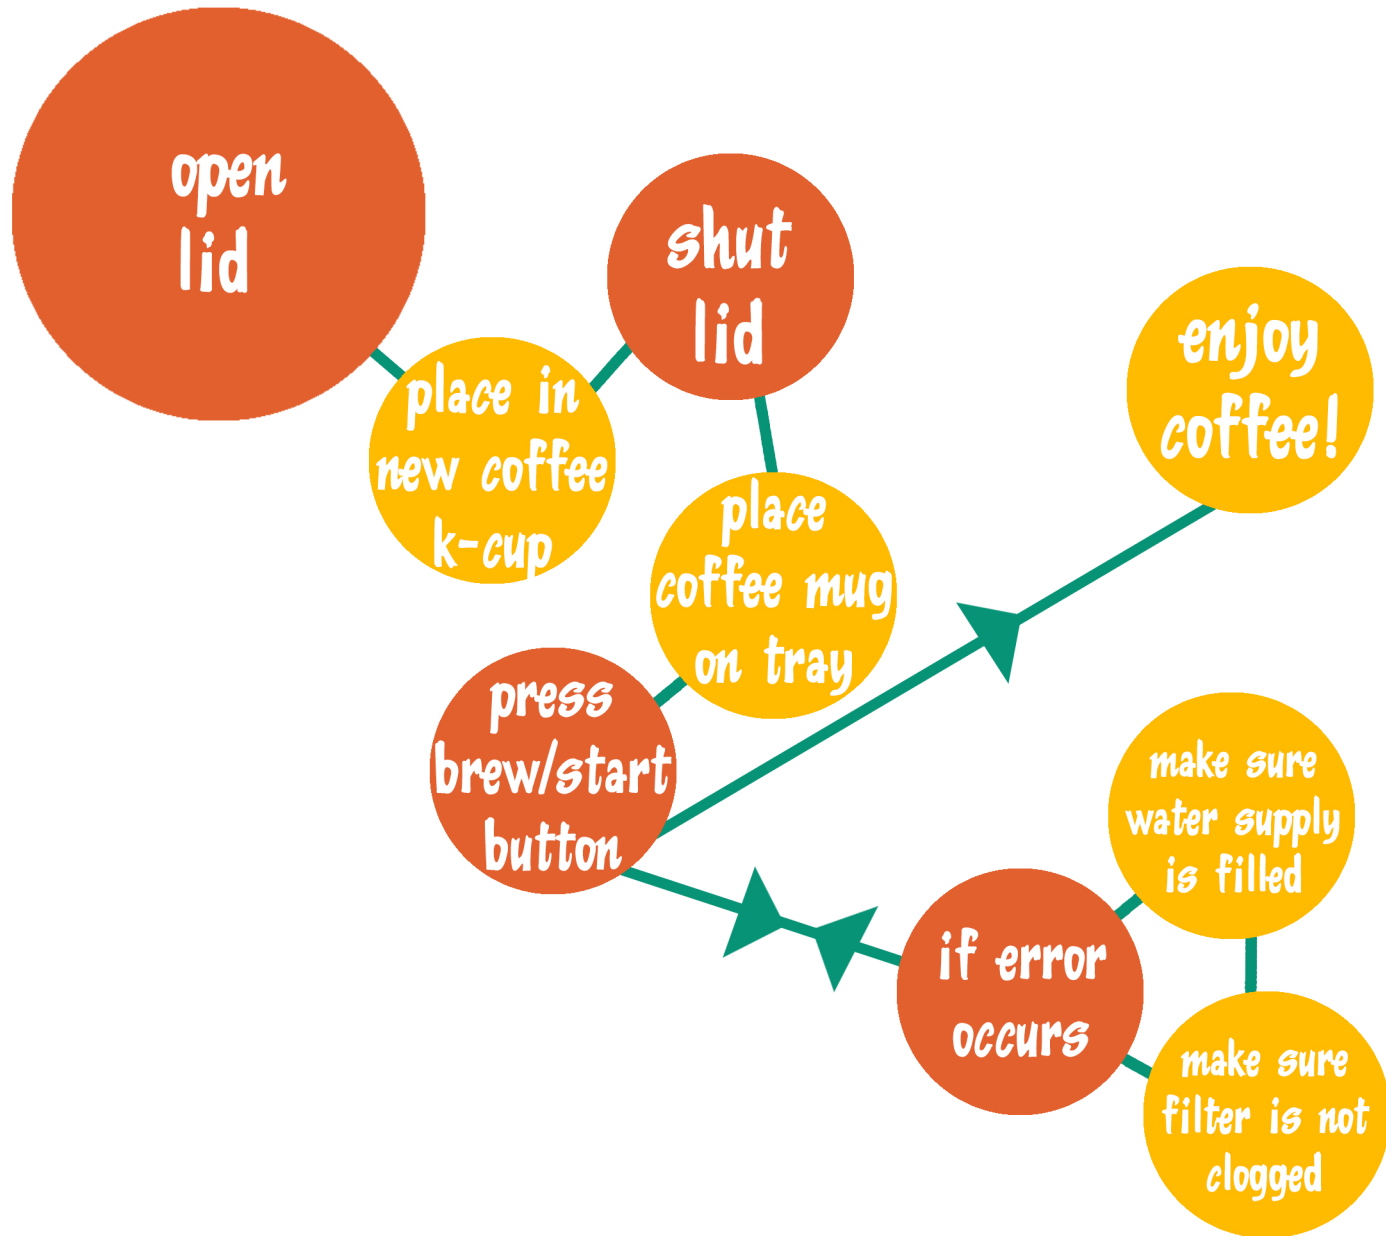 open
lid
place in
new coffee
k-cup
shut
lid
place
coffee mug
on tray
press
brew/start
button
enjoy
coffee!
if error
occurs
make sure
water supply
is filled
make sure
filter is not
clogged